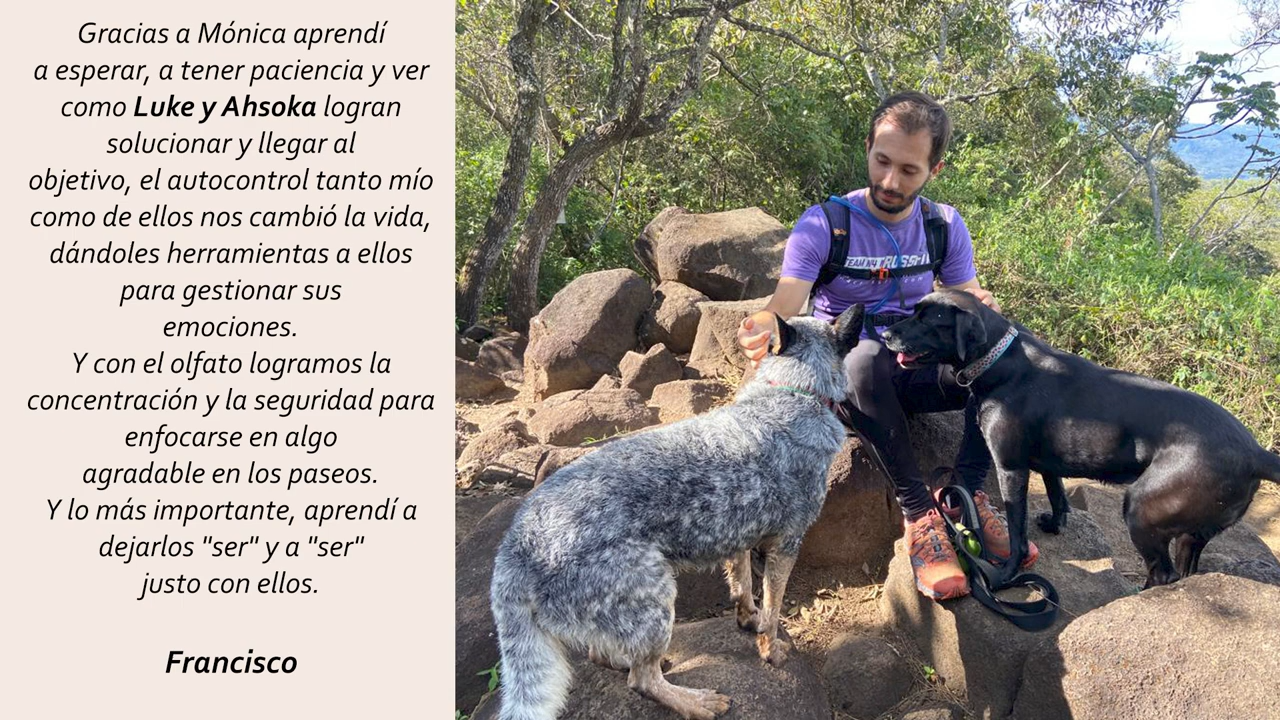 Gracias a Mónica aprendí
a esperar, a tener paciencia y ver
como Luke y Ahsoka logran
solucionar y llegar al
objetivo, el autocontrol tanto mío
como de ellos nos cambió la vida,
dándoles herramientas a ellos
para gestionar sus
emociones.
Y con el olfato logramos la
concentración y la seguridad para
enfocarse en algo
agradable en los paseos.
Y lo más importante, aprendí a
dejarlos "ser" y a "ser"
justo con ellos.
Francisco